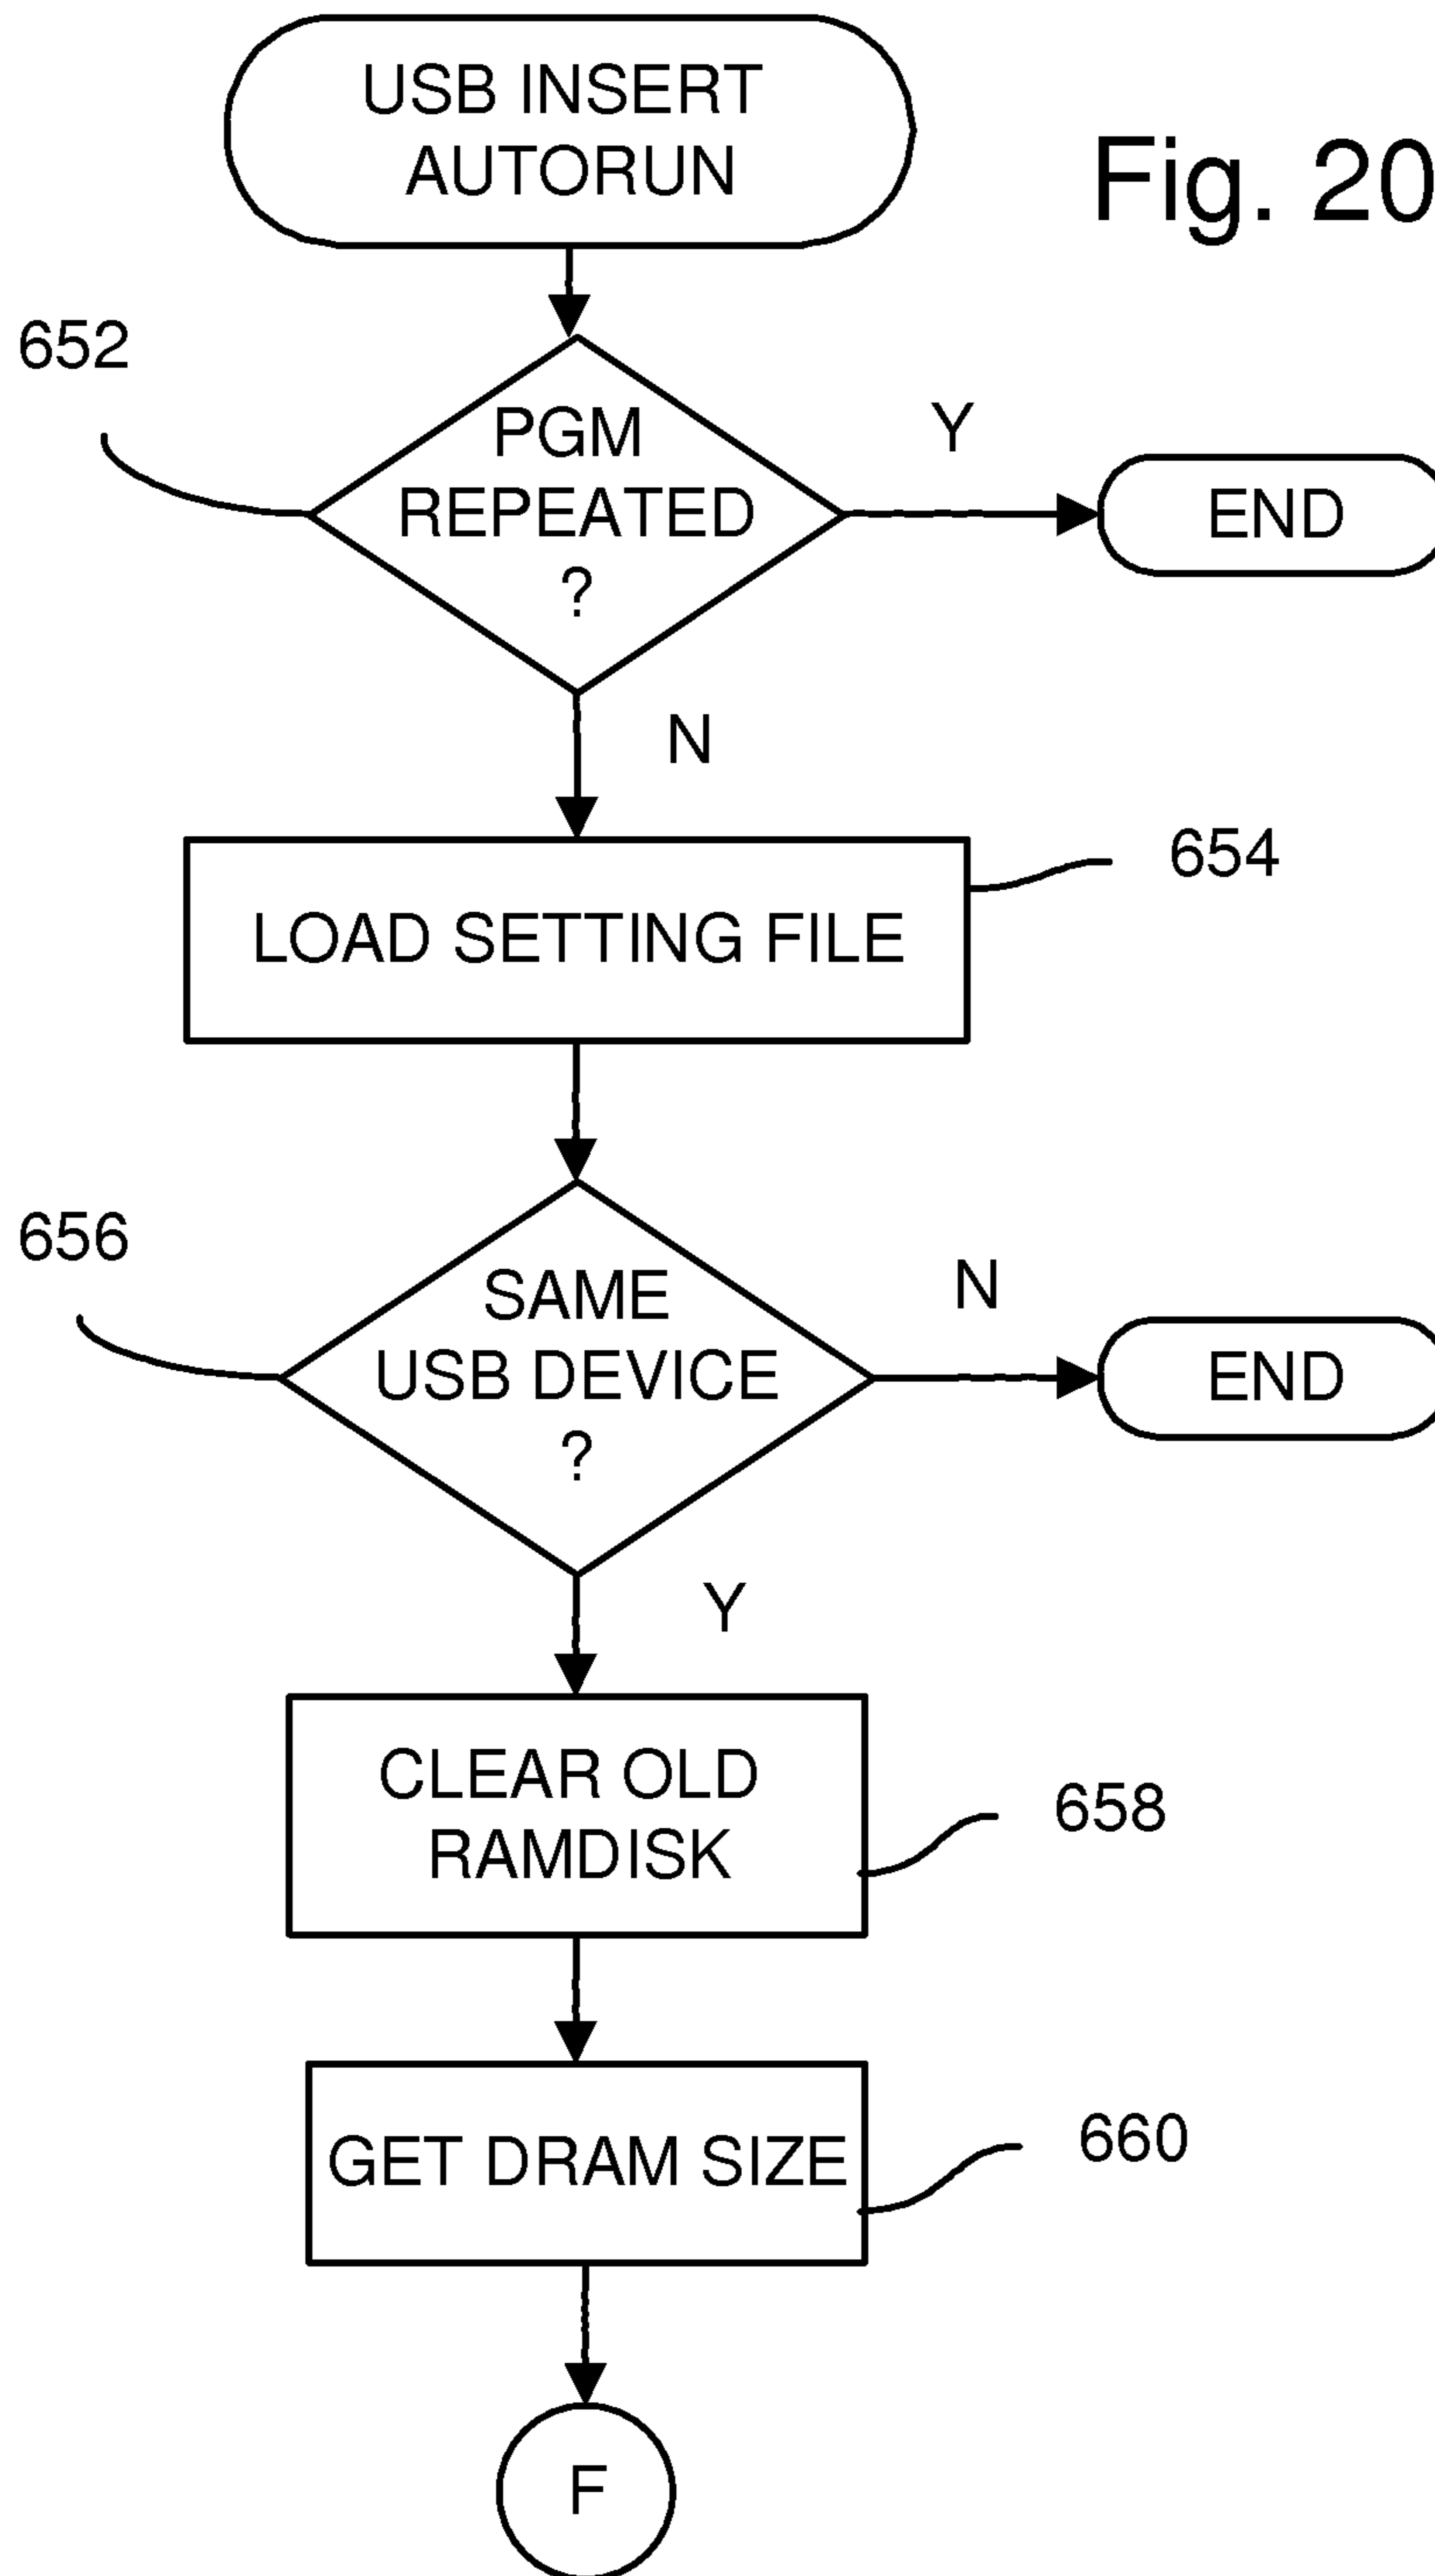 USB INSERT
AUTORUN
Fig. 20
652
PGM
REPEATED
?
Y
END
N
654
LOAD SETTING FILE
656
SAME
USB DEVICE
?
N
END
Y
CLEAR OLD
RAMDISK
658
GET DRAM SIZE
660
F